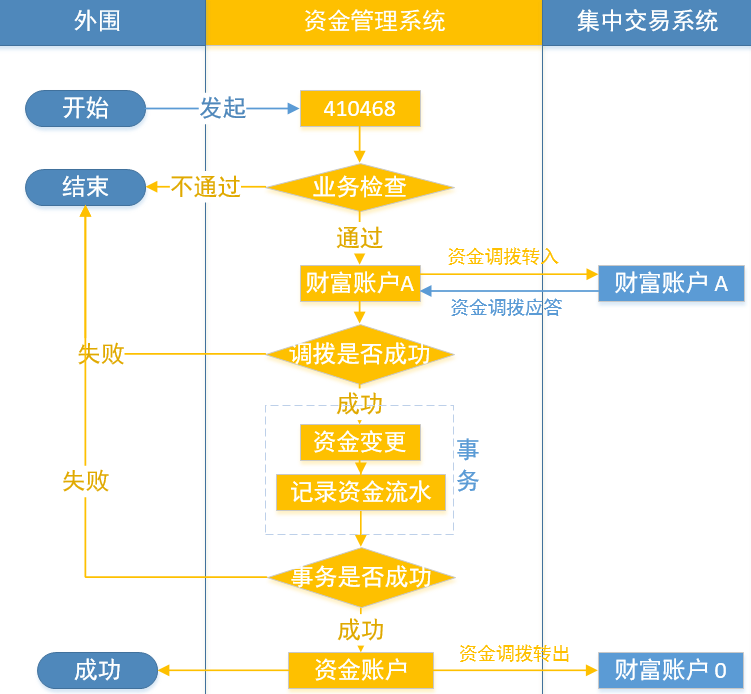 外围
资金管理系统
集中交易系统
开始
发起
410468
结束
不通过
业务检查
通过
财富账户A
资金调拨转入
资金调拨应答
财富账户 A
失败
调拨是否成功
成功
资金变更
事务
记录资金流水
失败
事务是否成功
成功
成功
资金账户
资金调拨转出
财富账户 0